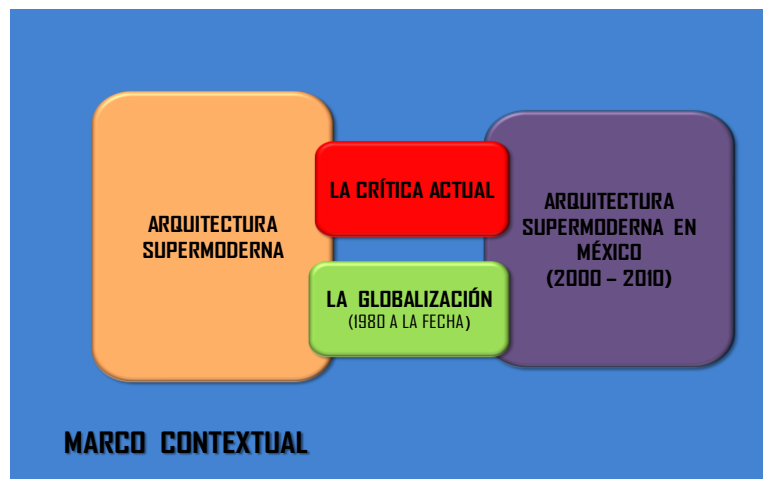 ARQUITECTURA
SUPERMODERNA
LA CRÍTICA ACTUAL
LA GLOBALIZACIÓN
(1980 A LA FECHA)
ARQUITECTURA
SUPERMODERNA EN
MÉXICO
(2000 – 2010)
MARCO CONTEXTUAL